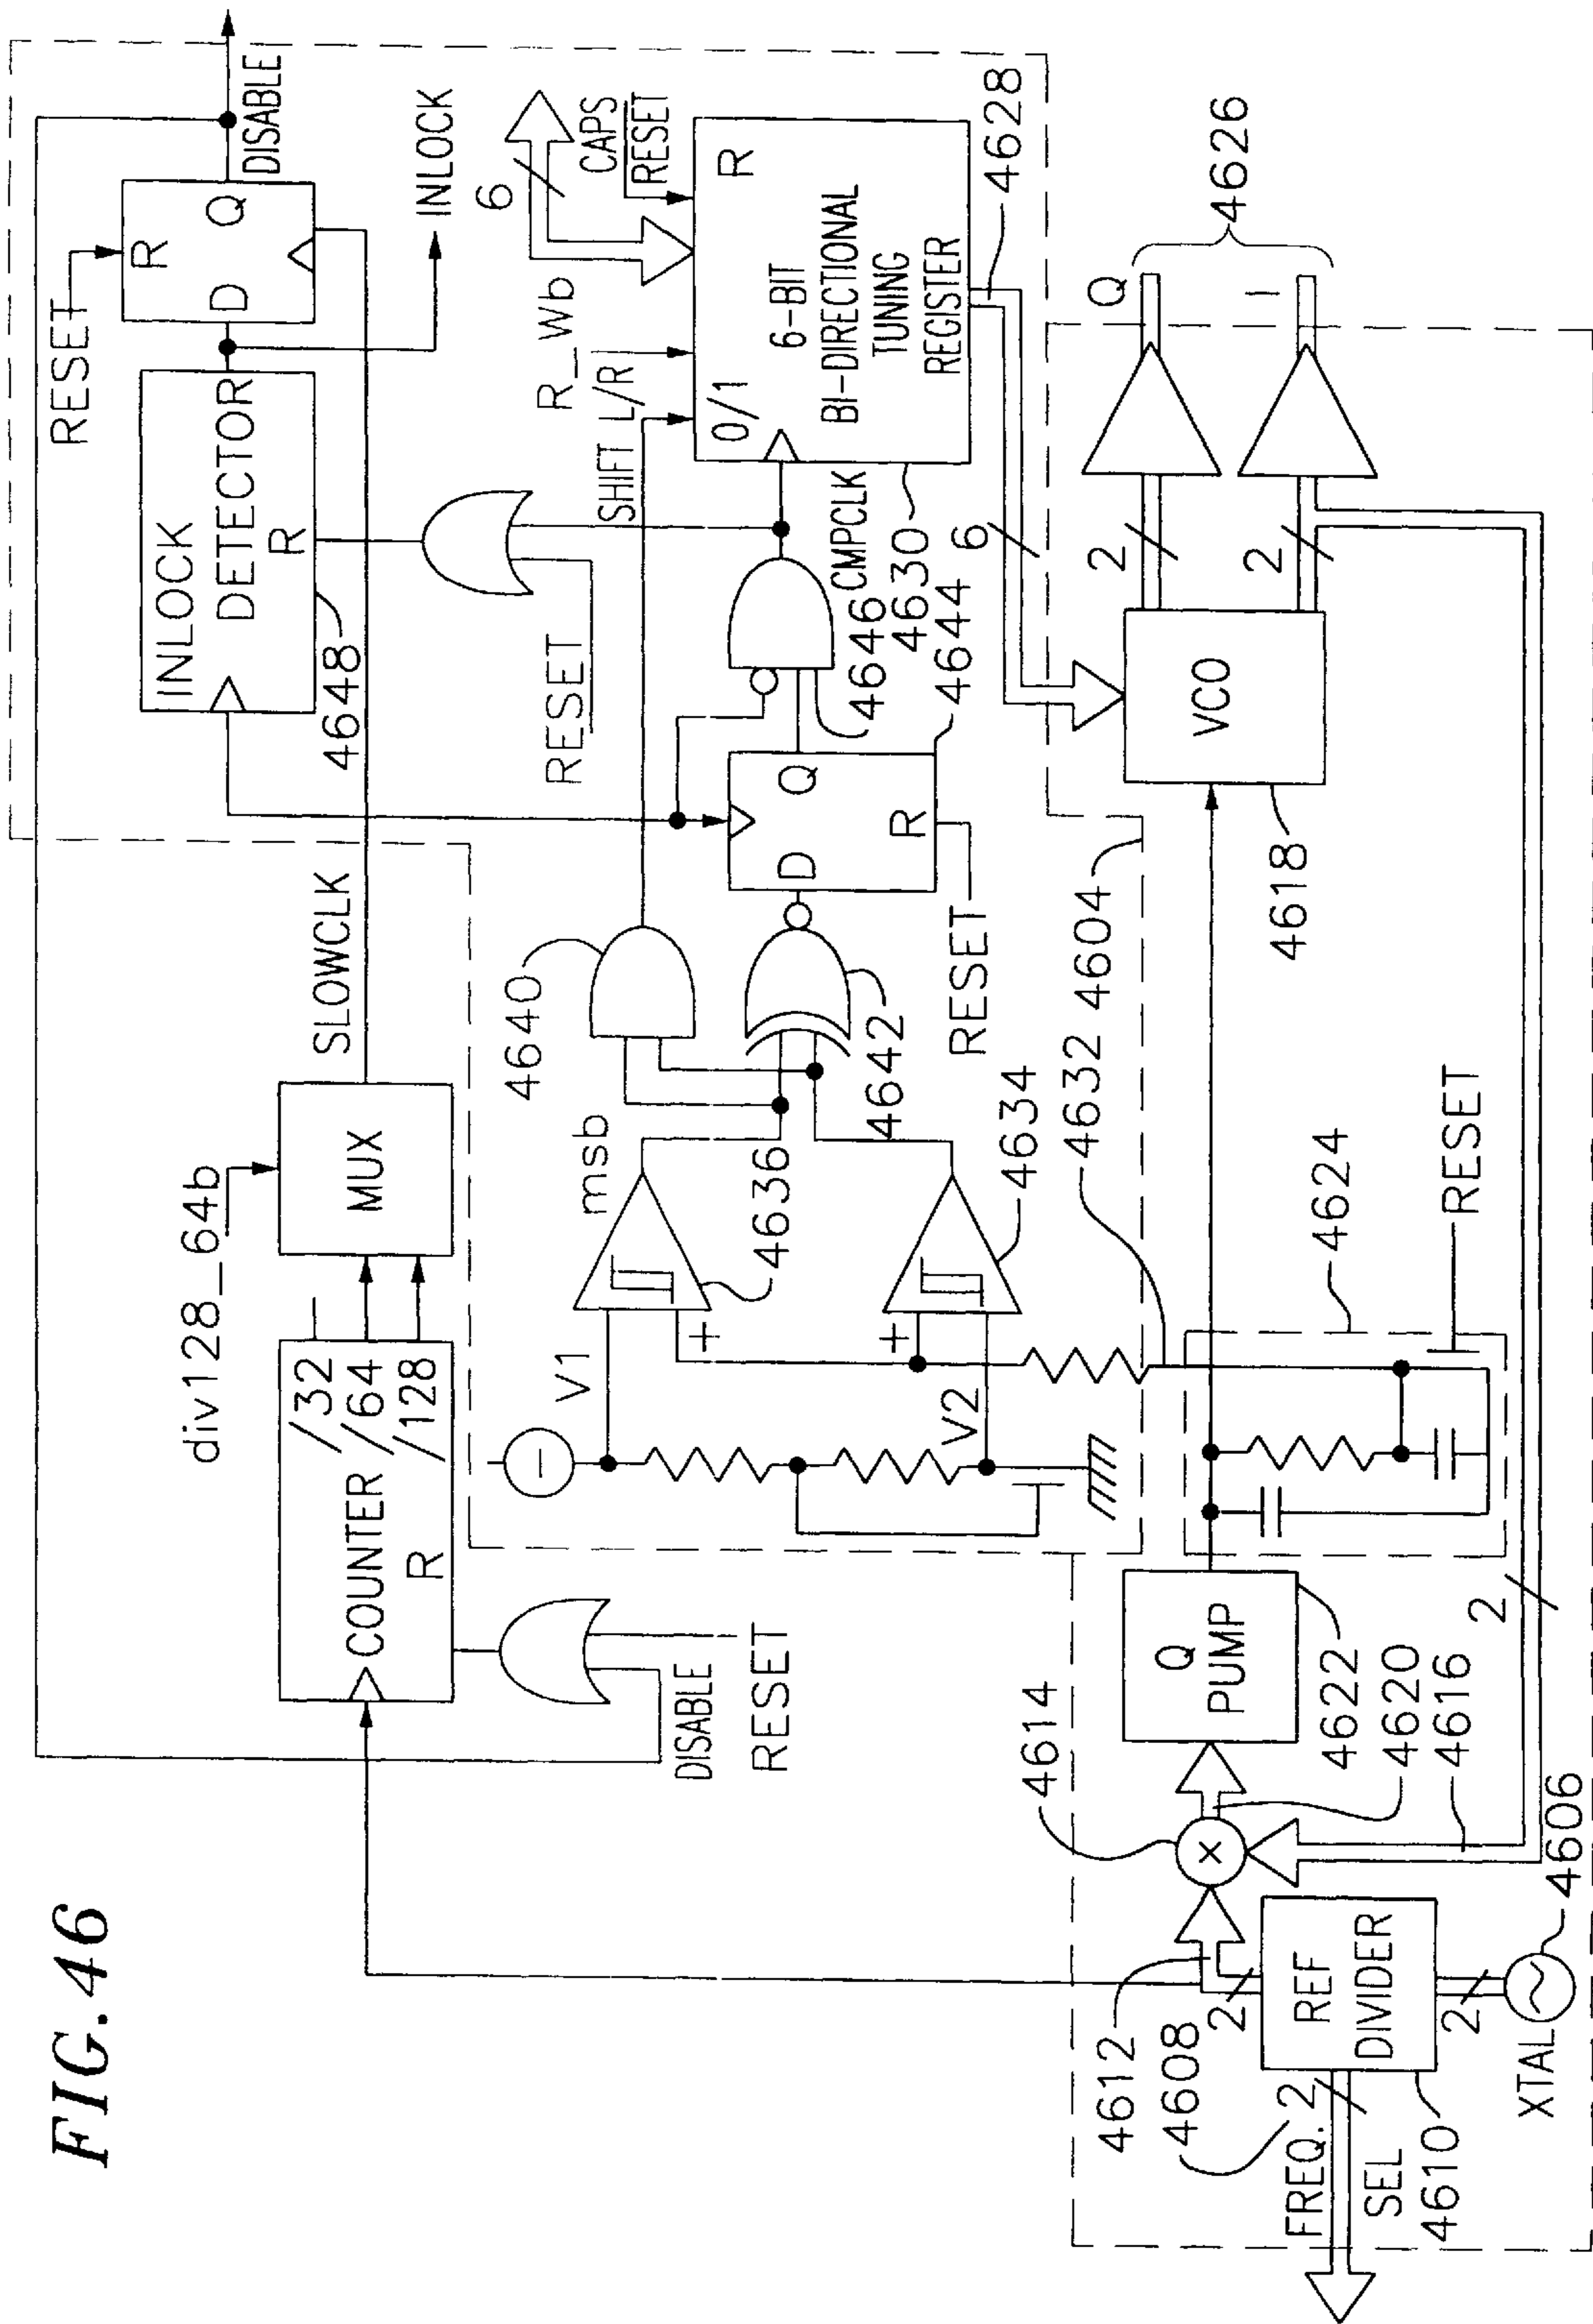 FIG. 46
RESET
INLOCK
DETECTOR
R
4648
D
R
Q
DISABLE
INLOCK
div128_64b
COUNTER
R
/32
/64
/128
MUX
SLOWCLK
DISABLE
RESET
RESET
SHIFT L/R
R_Wb
6
CAPS
RESET
V1
msb
4636
4640
+
+
V2
4642
4634
D
Q
R
RESET
4646
CMPCLK
4630
4644
0/1
R
6-BIT
BI-DIRECTIONAL
TUNING
REGISTER
4628
6
4632
4604
4614
Q
PUMP
4622
4620
4616
4624
RESET
VCO
4618
2
2
Q
I
4626
2
4612
4608
2
REF
DIVIDER
2
FREQ.
SEL
2
4610
XTAL
4606